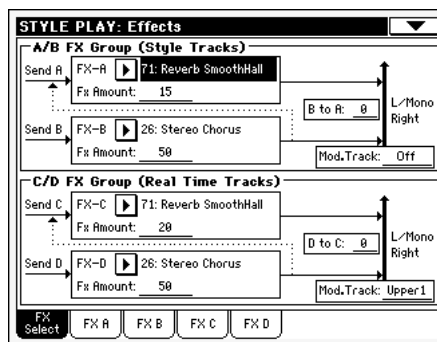 STYLE PLAY: Effects
A/B FX Group (Style Tracks)
Send A FX-A 71: Reverb SmoothHall
Fx Amount: 15
B to A: 0
L/Mono
Right
Send B FX-B 26: Stereo Chorus
Fx Amount: 50
Mod.Track: Off
C/D FX Group (Real Time Tracks)
Send C FX-C 71: Reverb SmoothHall
Fx Amount: 20
D to C: 0
L/Mono
Right
Send D FX-D 26: Stereo Chorus
Fx Amount: 50
Mod.Track: Upper1
FX Select FX A FX B FX C FX D